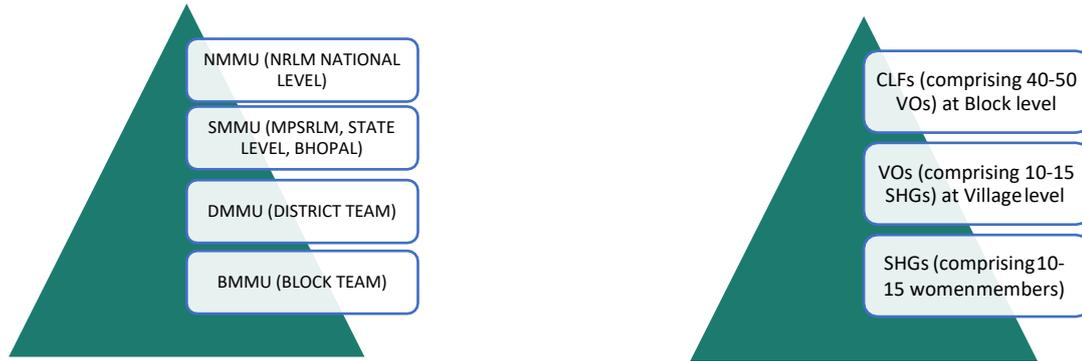 NMMU (NRLM NATIONAL
LEVEL)
SMMU (MPSRLM, STATE
LEVEL, BHOPAL)
DMMU (DISTRICT TEAM)
BMMU (BLOCK TEAM)
CLFs (comprising 40-50
VOs) at Block level
VOs (comprising 10-15
SHGs) at Village level
SHGs (comprising 10-
15 women members)